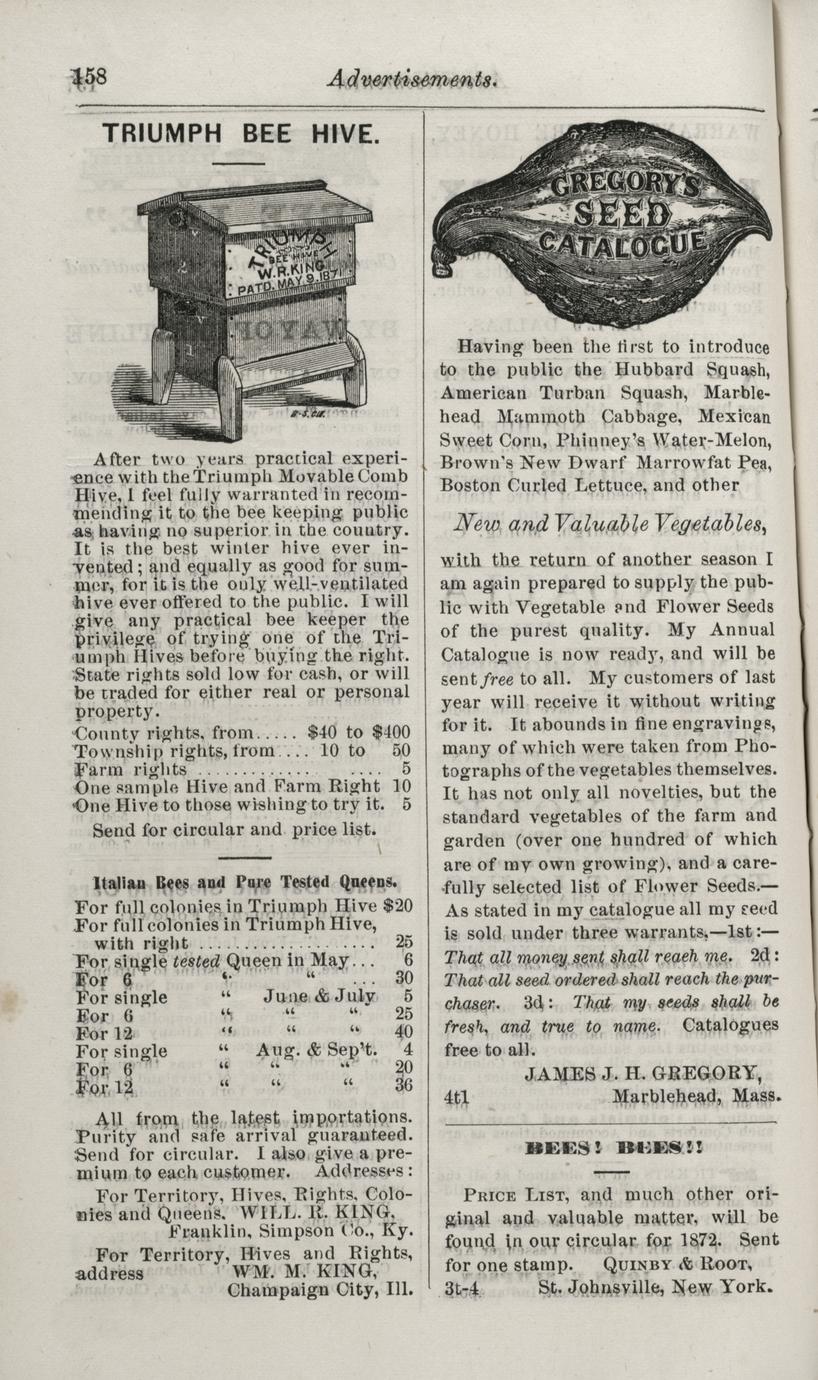 158
Advertisements.
TRIUMPH BEE HIVE.
TRIUMPH
BEE HIVE
W.R.KING
PATD. MAY 9, 1871
After two years practical experi-
ence with the Triumph Movable Comb
Hive, I feel fully warranted in recom-
mending it to the bee keeping public
as having no superior in the country.
It is the best winter hive ever in-
vented; and equally as good for sum-
mer, for it is the only well-ventilated
hive ever offered to the public. I will
give any practical bee keeper the
privilege of trying one of the Tri-
umph Hives before buying the right.
State rights sold low for cash, or will
be traded for either real or personal
property.
County rights, from..... $40 to $400
Township rights, from.... 10 to 50
Farm rights ............. .... 5
One sample Hive and Farm Right 10
One Hive to those wishing to try it. 5
Send for circular and price list.
Italian Bees and Pure Tested Queens.
For full colonies in Triumph Hive $20
For full colonies in Triumph Hive,
with right .................... 25
For single tested Queen in May... 6
For 6 “ “ ... 30
For single “ June & July 5
For 6 “ “ “ 25
For 12 “ “ “ 40
For single “ Aug. & Sep't. 4
For 6 “ “ “ 20
For 12 “ “ “ 36
All from the latest importations.
Purity and safe arrival guaranteed.
Send for circular. I also give a pre-
mium to each customer. Addresses:
For Territory, Hives, Rights, Colo-
nies and Queens, WILL. R. KING,
Franklin, Simpson Co., Ky.
For Territory, Hives and Rights,
address WM. M. KING,
Champaign City, Ill.
GREGORY'S
SEED
CATALOGUE
Having been the first to introduce
to the public the Hubbard Squash,
American Turban Squash, Marble-
head Mammoth Cabbage, Mexican
Sweet Corn, Phinney's Water-Melon,
Brown's New Dwarf Marrowfat Pea,
Boston Curled Lettuce, and other
New and Valuable Vegetables,
with the return of another season I
am again prepared to supply the pub-
lic with Vegetable and Flower Seeds
of the purest quality. My Annual
Catalogue is now ready, and will be
sent free to all. My customers of last
year will receive it without writing
for it. It abounds in fine engravings,
many of which were taken from Pho-
tographs of the vegetables themselves.
It has not only all novelties, but the
standard vegetables of the farm and
garden (over one hundred of which
are of my own growing), and a care-
fully selected list of Flower Seeds.—
As stated in my catalogue all my seed
is sold under three warrants,—1st:—
That all money sent shall reach me. 2d:
That all seed ordered shall reach the pur-
chaser. 3d: That my seeds shall be
fresh, and true to name. Catalogues
free to all.
JAMES J. H. GREGORY,
4t1 Marblehead, Mass.
BEES! BEES!!
PRICE LIST, and much other ori-
ginal and valuable matter, will be
found in our circular for 1872. Sent
for one stamp. QUINBY & ROOT,
3t-4 St. Johnsville, New York.